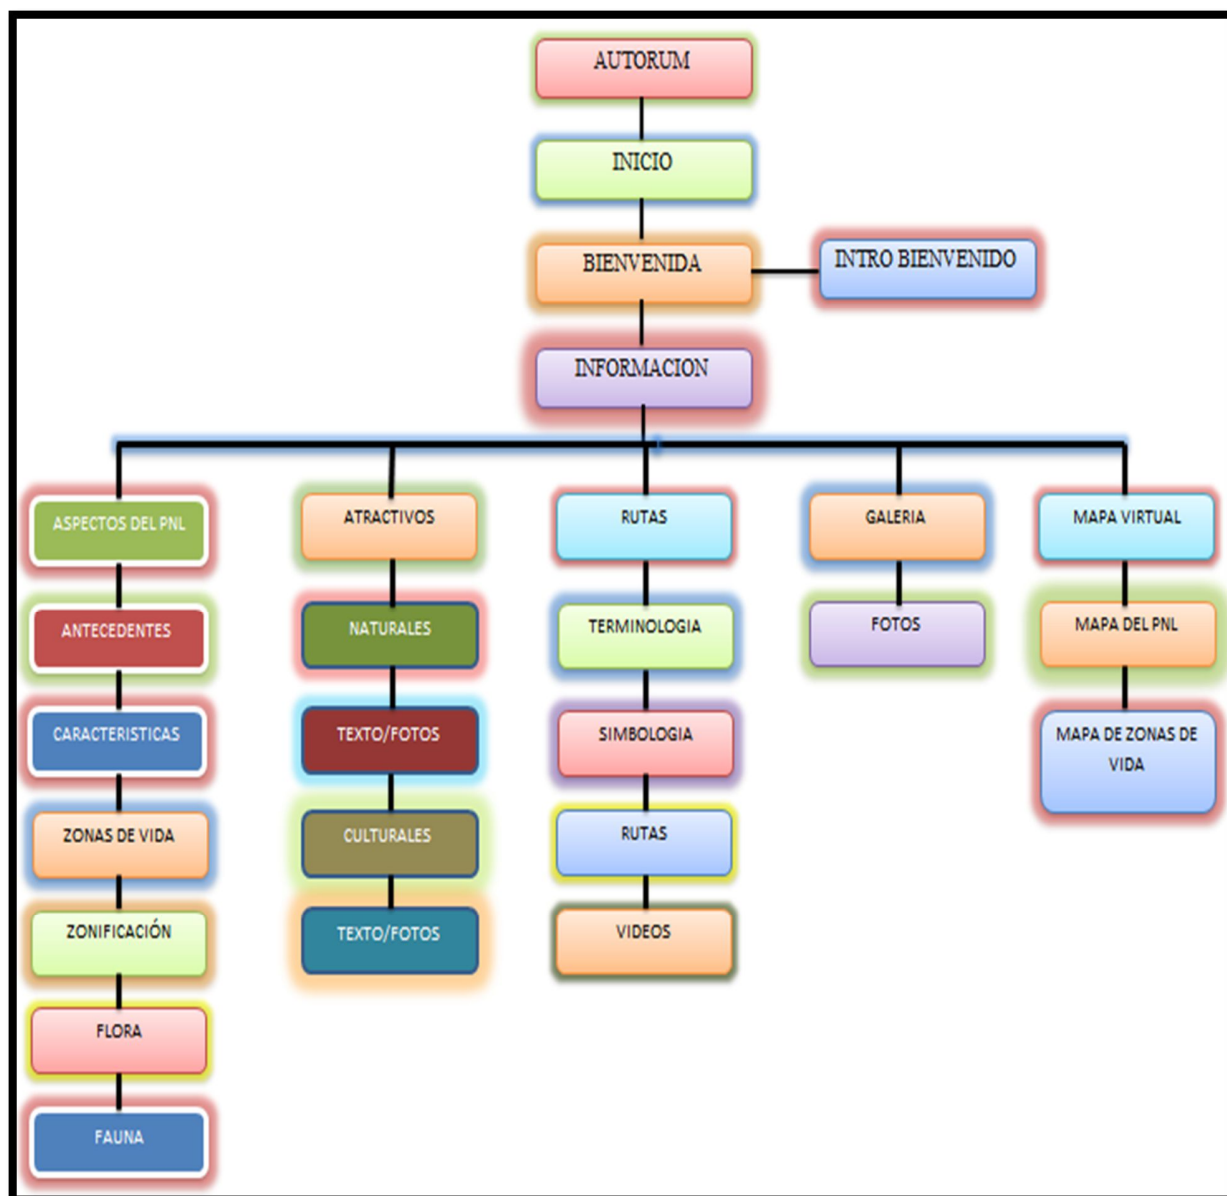 AUTORUM
INICIO
BIENVENIDA
INTRO BIENVENIDO
INFORMACION
ASPECTOS DEL PNL
ANTECEDENTES
CARACTERISTICAS
ZONAS DE VIDA
ZONIFICACIÓN
FLORA
FAUNA
ATRACTIVOS
NATURALES
TEXTO/FOTOS
CULTURALES
TEXTO/FOTOS
RUTAS
TERMINOLOGIA
SIMBOLOGIA
RUTAS
VIDEOS
GALERIA
FOTOS
MAPA VIRTUAL
MAPA DEL PNL
MAPA DE ZONAS DE
VIDA